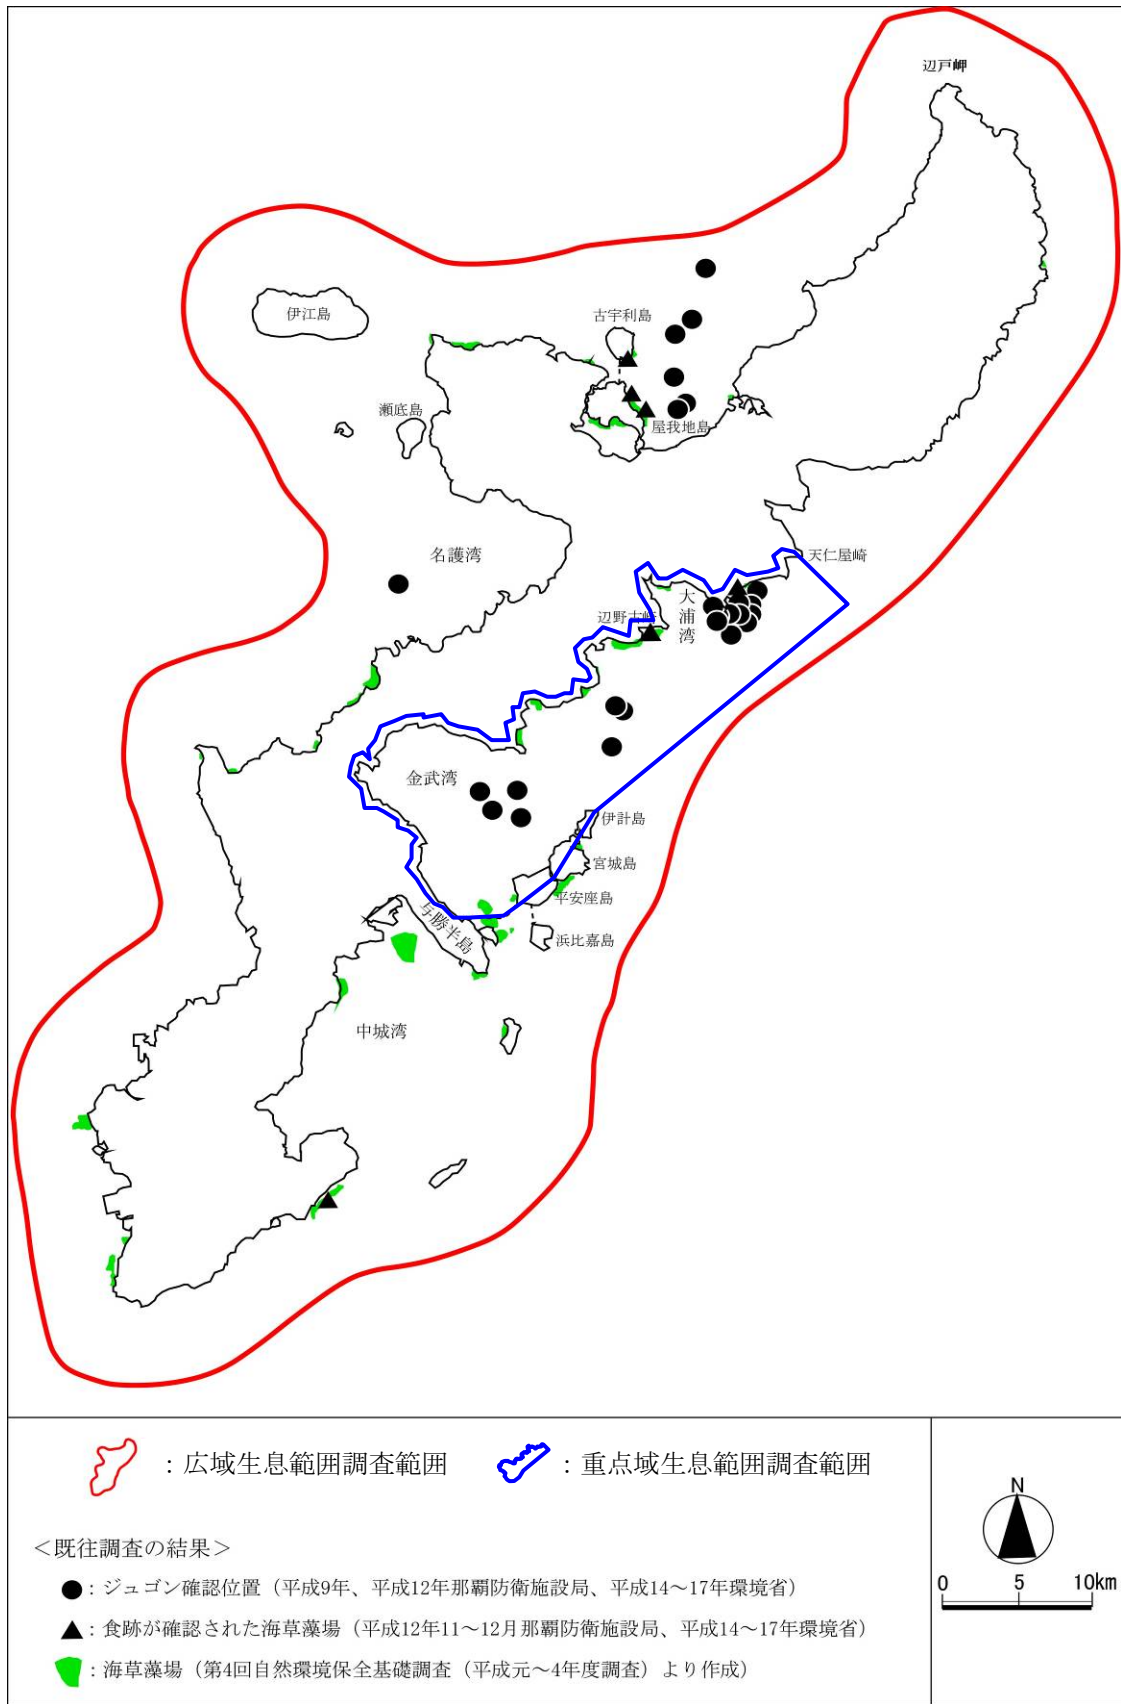 辺戸岬
伊江島
古宇利島
瀬底島
屋我地島
名護湾
天仁屋崎
大浦湾
辺野古崎
金武湾
伊計島
宮城島
平安座島
与勝半島
浜比嘉島
中城湾
：広域生息範囲調査範囲
：重点域生息範囲調査範囲
＜既往調査の結果＞
：ジュゴン確認位置（平成9年、平成12年那覇防衛施設局、平成14～17年環境省）
：食跡が確認された海草藻場（平成12年11～12月那覇防衛施設局、平成14～17年環境省）
：海草藻場（第4回自然環境保全基礎調査（平成元～4年度調査）より作成）
N
0 5 10km